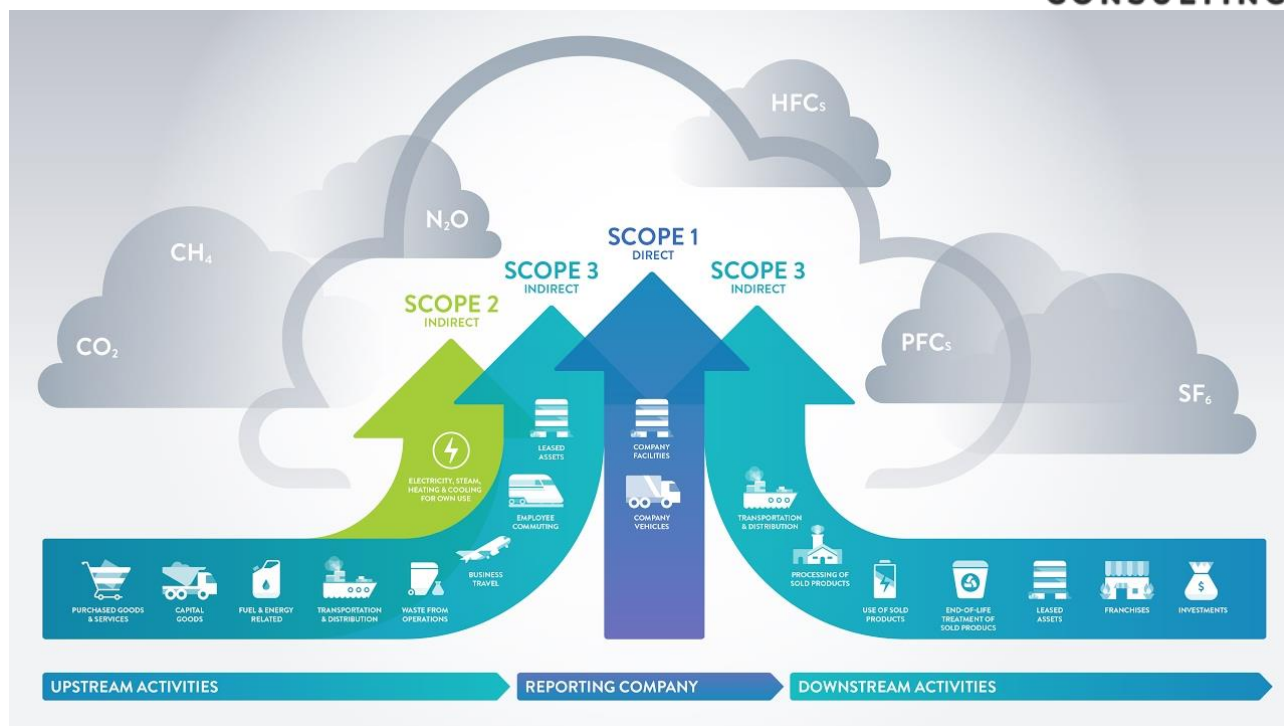 CONSULTING
HFCs
N₂O
CH₄
CO₂
PFCs
SF₆
SCOPE 2
INDIRECT
SCOPE 3
INDIRECT
SCOPE 1
DIRECT
SCOPE 3
INDIRECT
ELECTRICITY, STEAM,
HEATING & COOLING
FOR OWN USE
PURCHASED GOODS
& SERVICES
CAPITAL
GOODS
FUEL & ENERGY
RELATED
TRANSPORTATION
& DISTRIBUTION
WASTE FROM
OPERATIONS
BUSINESS
TRAVEL
EMPLOYEE
COMMUTING
LEASED
ASSETS
COMPANY
FACILITIES
COMPANY
VEHICLES
TRANSPORTATION
& DISTRIBUTION
PROCESSING OF
SOLD PRODUCTS
USE OF SOLD
PRODUCTS
END-OF-LIFE
TREATMENT OF
SOLD PRODUCS
LEASED
ASSETS
FRANCHISES
$
INVESTMENTS
UPSTREAM ACTIVITIES
REPORTING COMPANY
DOWNSTREAM ACTIVITIES